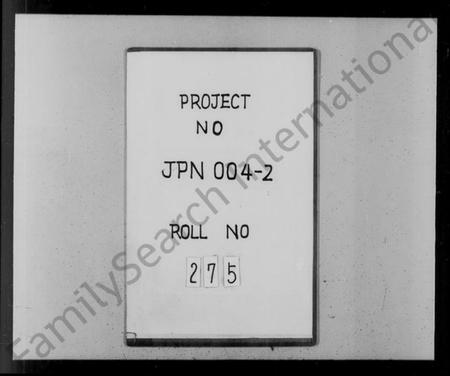 PROJECT
NO
JPN 004-2
ROLL NO
275
FamilySearch International